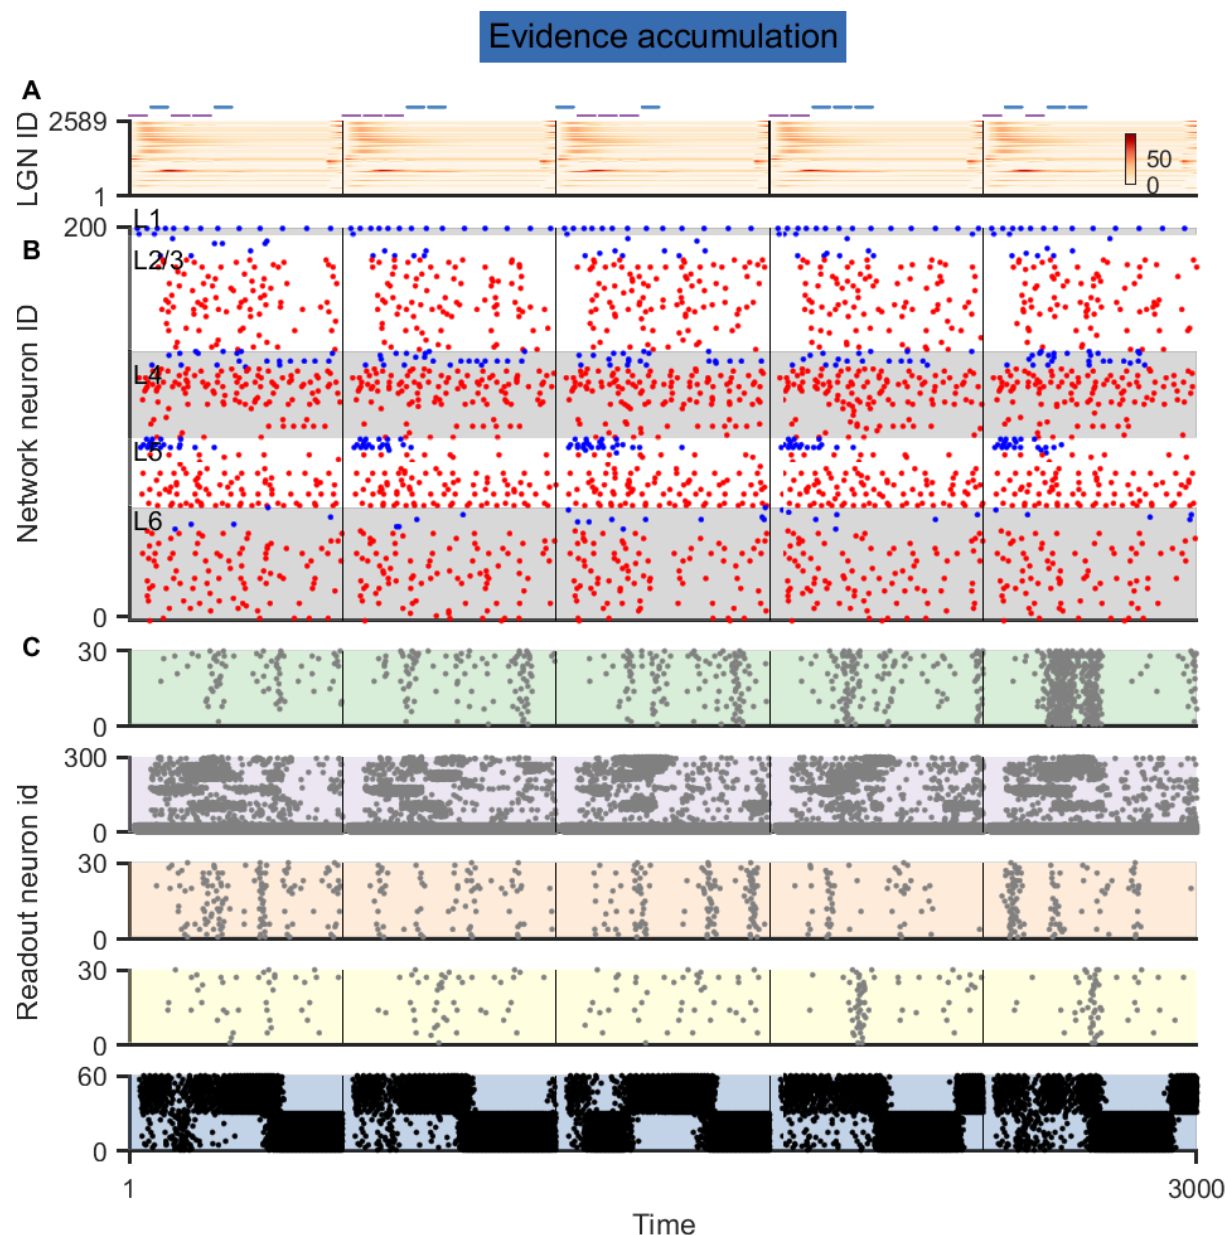 Evidence accumulation
A
LGN ID
2589
1
50
0
B
Network neuron ID
200
L1
L2/3
L4
L5
L6
0
C
Readout neuron id
30
0
300
0
30
0
30
0
60
0
1
3000
Time